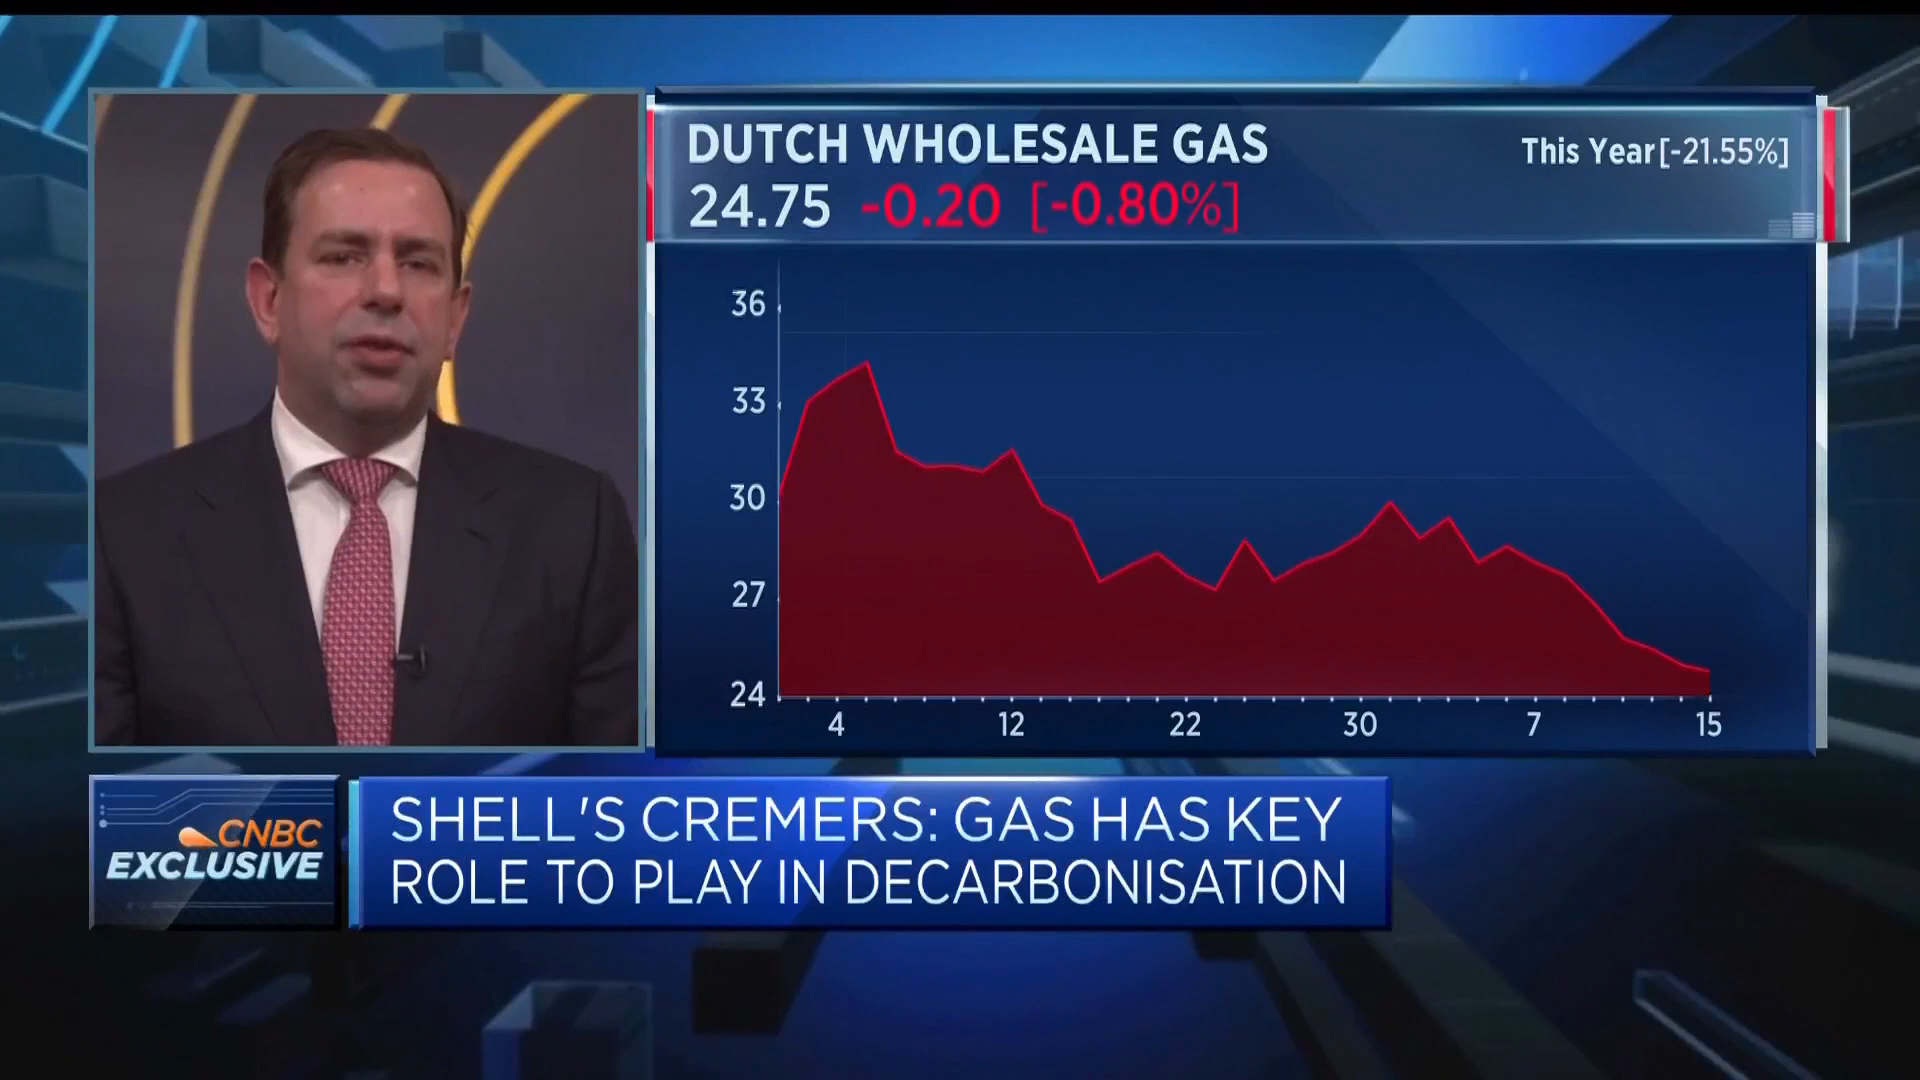 DUTCH WHOLESALE GAS
This Year[-21.55%]
24.75 -0.20 [-0.80%]
36
33
30
27
24
4 12 22 30 7 15
CNBC
EXCLUSIVE
SHELL'S CREMERS: GAS HAS KEY
ROLE TO PLAY IN DECARBONISATION